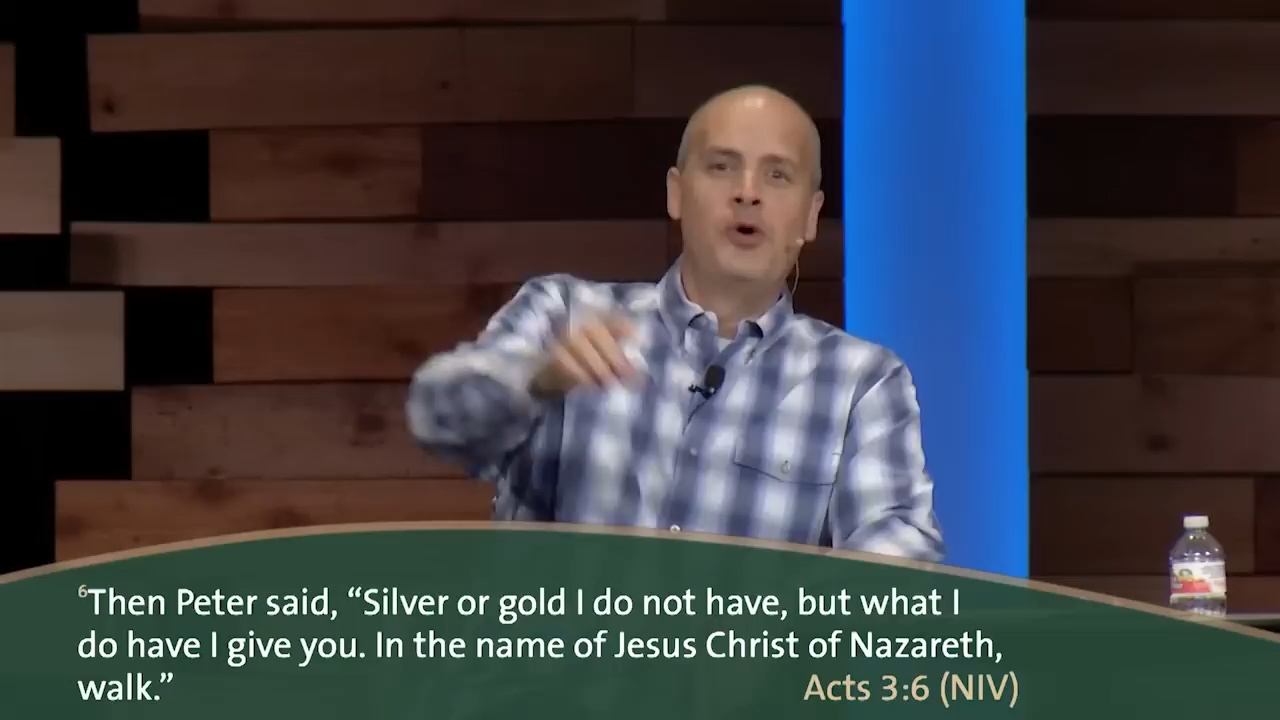 ⁶Then Peter said, “Silver or gold I do not have, but what I
do have I give you. In the name of Jesus Christ of Nazareth,
walk.”
Acts 3:6 (NIV)